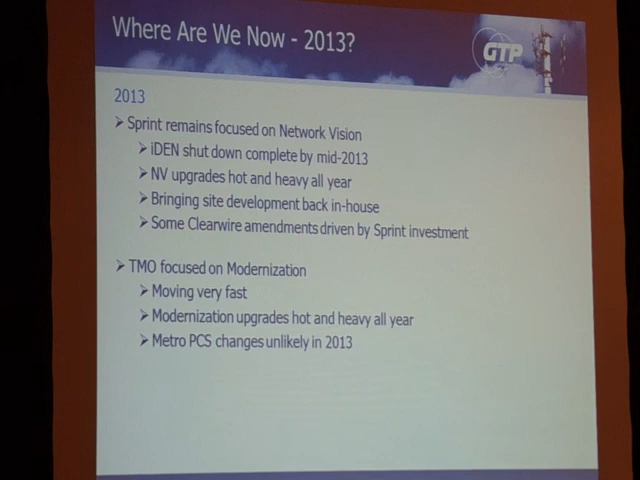 Where Are We Now - 2013?
GTP
2013
➤ Sprint remains focused on Network Vision
➤ iDEN shut down complete by mid-2013
➤ NV upgrades hot and heavy all year
➤ Bringing site development back in-house
➤ Some Clearwire amendments driven by Sprint investment
➤ TMO focused on Modernization
➤ Moving very fast
➤ Modernization upgrades hot and heavy all year
➤ Metro PCS changes unlikely in 2013